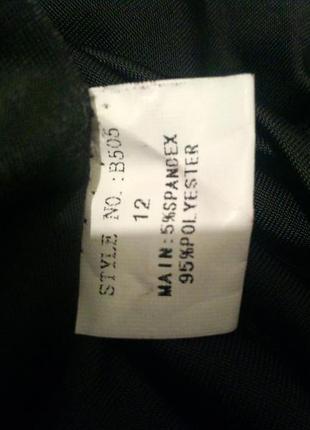 STYLE NO.:B505
12
MAIN:5%SPANDEX
95%POLYESTER